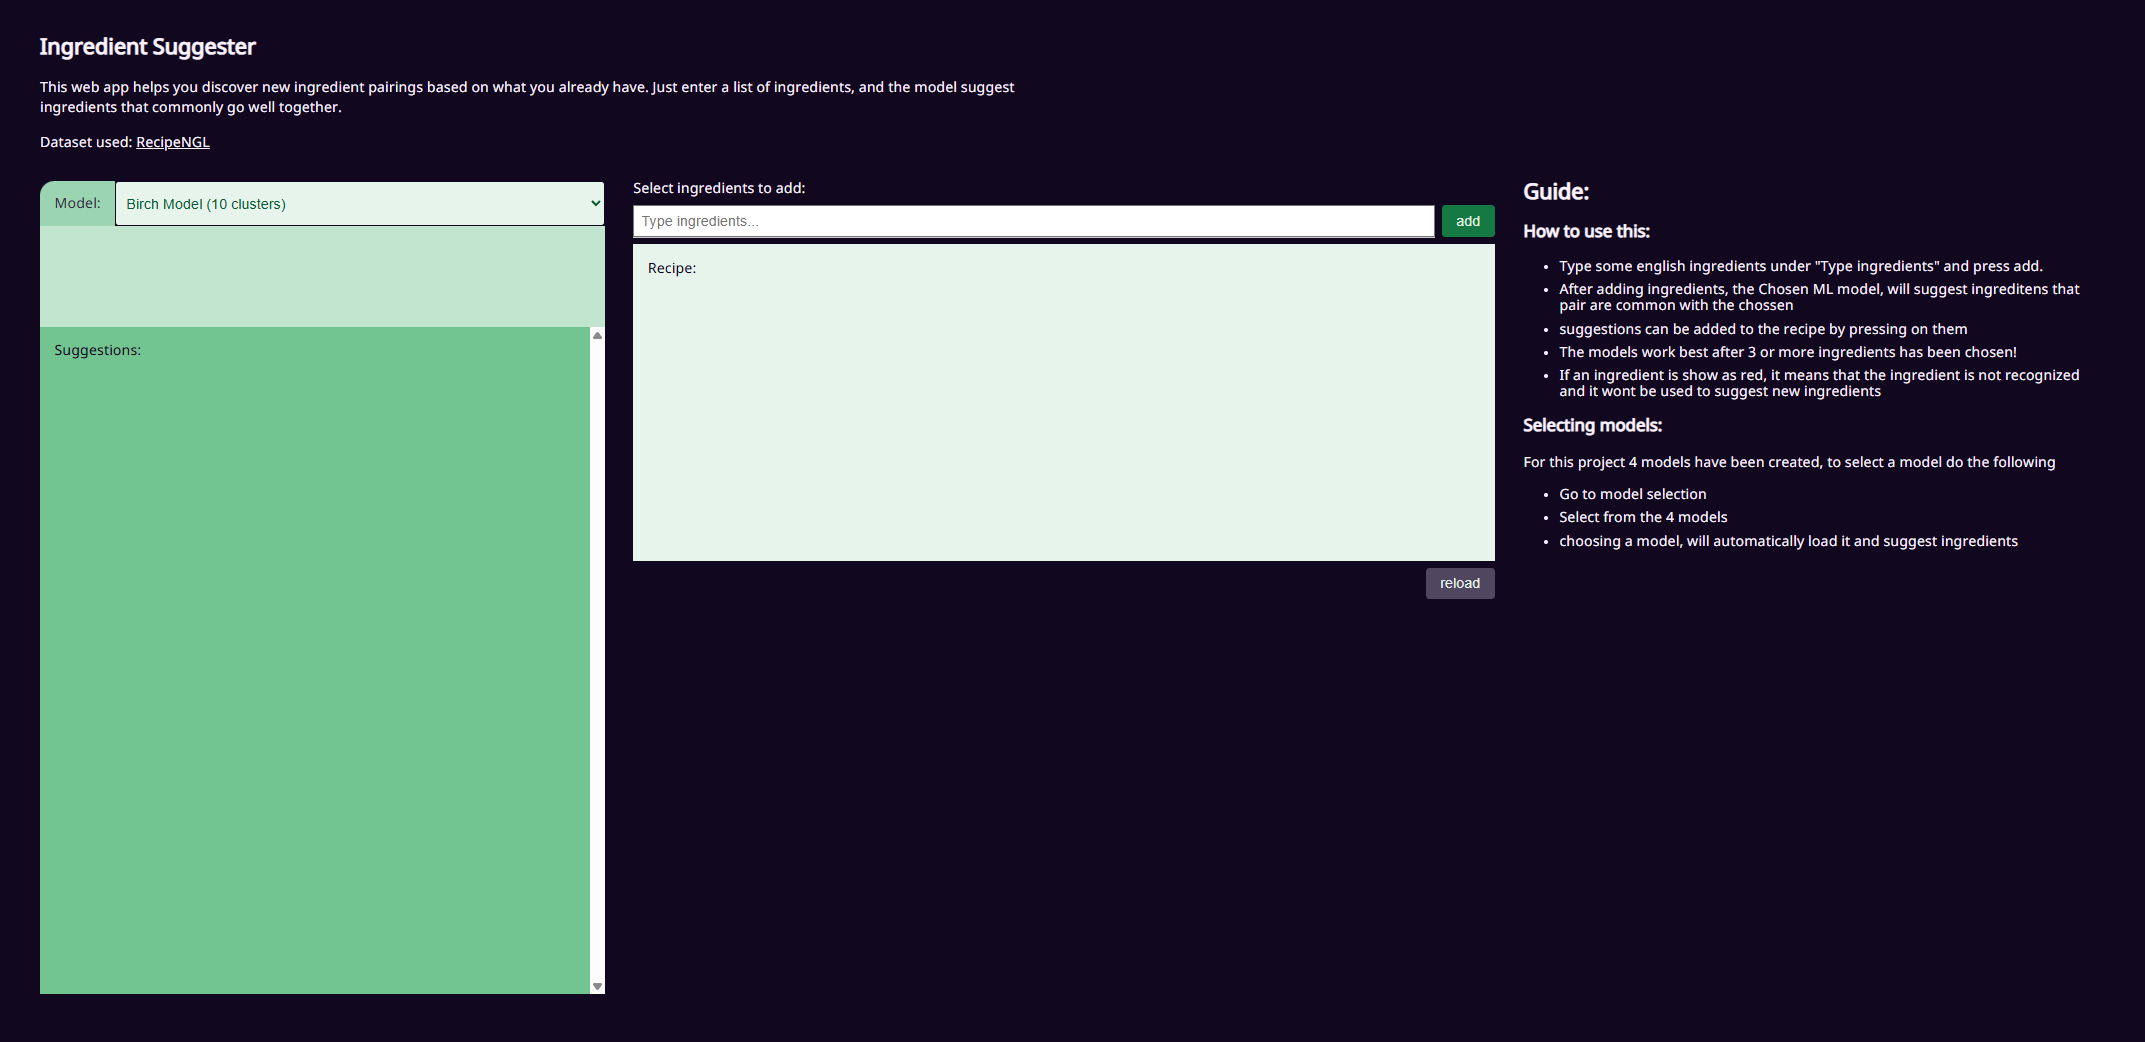 Ingredient Suggester
This web app helps you discover new ingredient pairings based on what you already have. Just enter a list of ingredients, and the model suggest
ingredients that commonly go well together.
Dataset used: RecipeNGL
Model:
Birch Model (10 clusters)
Suggestions:
Select ingredients to add:
Type ingredients...
add
Recipe:
reload
Guide:
How to use this:
• Type some english ingredients under "Type ingredients" and press add.
• After adding ingredients, the Chosen ML model, will suggest ingreditens that
pair are common with the chossen
• suggestions can be added to the recipe by pressing on them
• The models work best after 3 or more ingredients has been chosen!
• If an ingredient is show as red, it means that the ingredient is not recognized
and it wont be used to suggest new ingredients
Selecting models:
For this project 4 models have been created, to select a model do the following
• Go to model selection
• Select from the 4 models
• choosing a model, will automatically load it and suggest ingredients